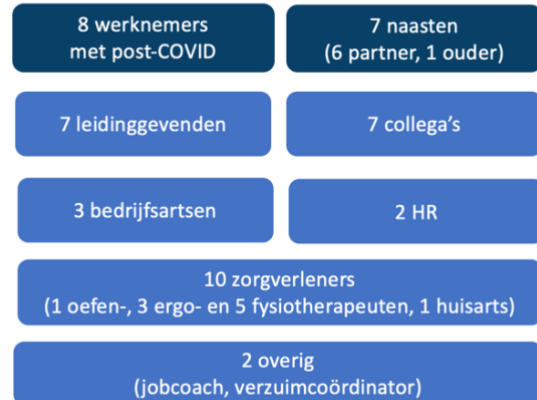 8 werknemers
met post-COVID
7 naasten
(6 partner, 1 ouder)
7 leidinggevenden
7 collega's
3 bedrijfsartsen
2 HR
10 zorgverleners
(1 oefen-, 3 ergo- en 5 fysiotherapeuten, 1 huisarts)
2 overig
(jobcoach, verzuimcoördinator)